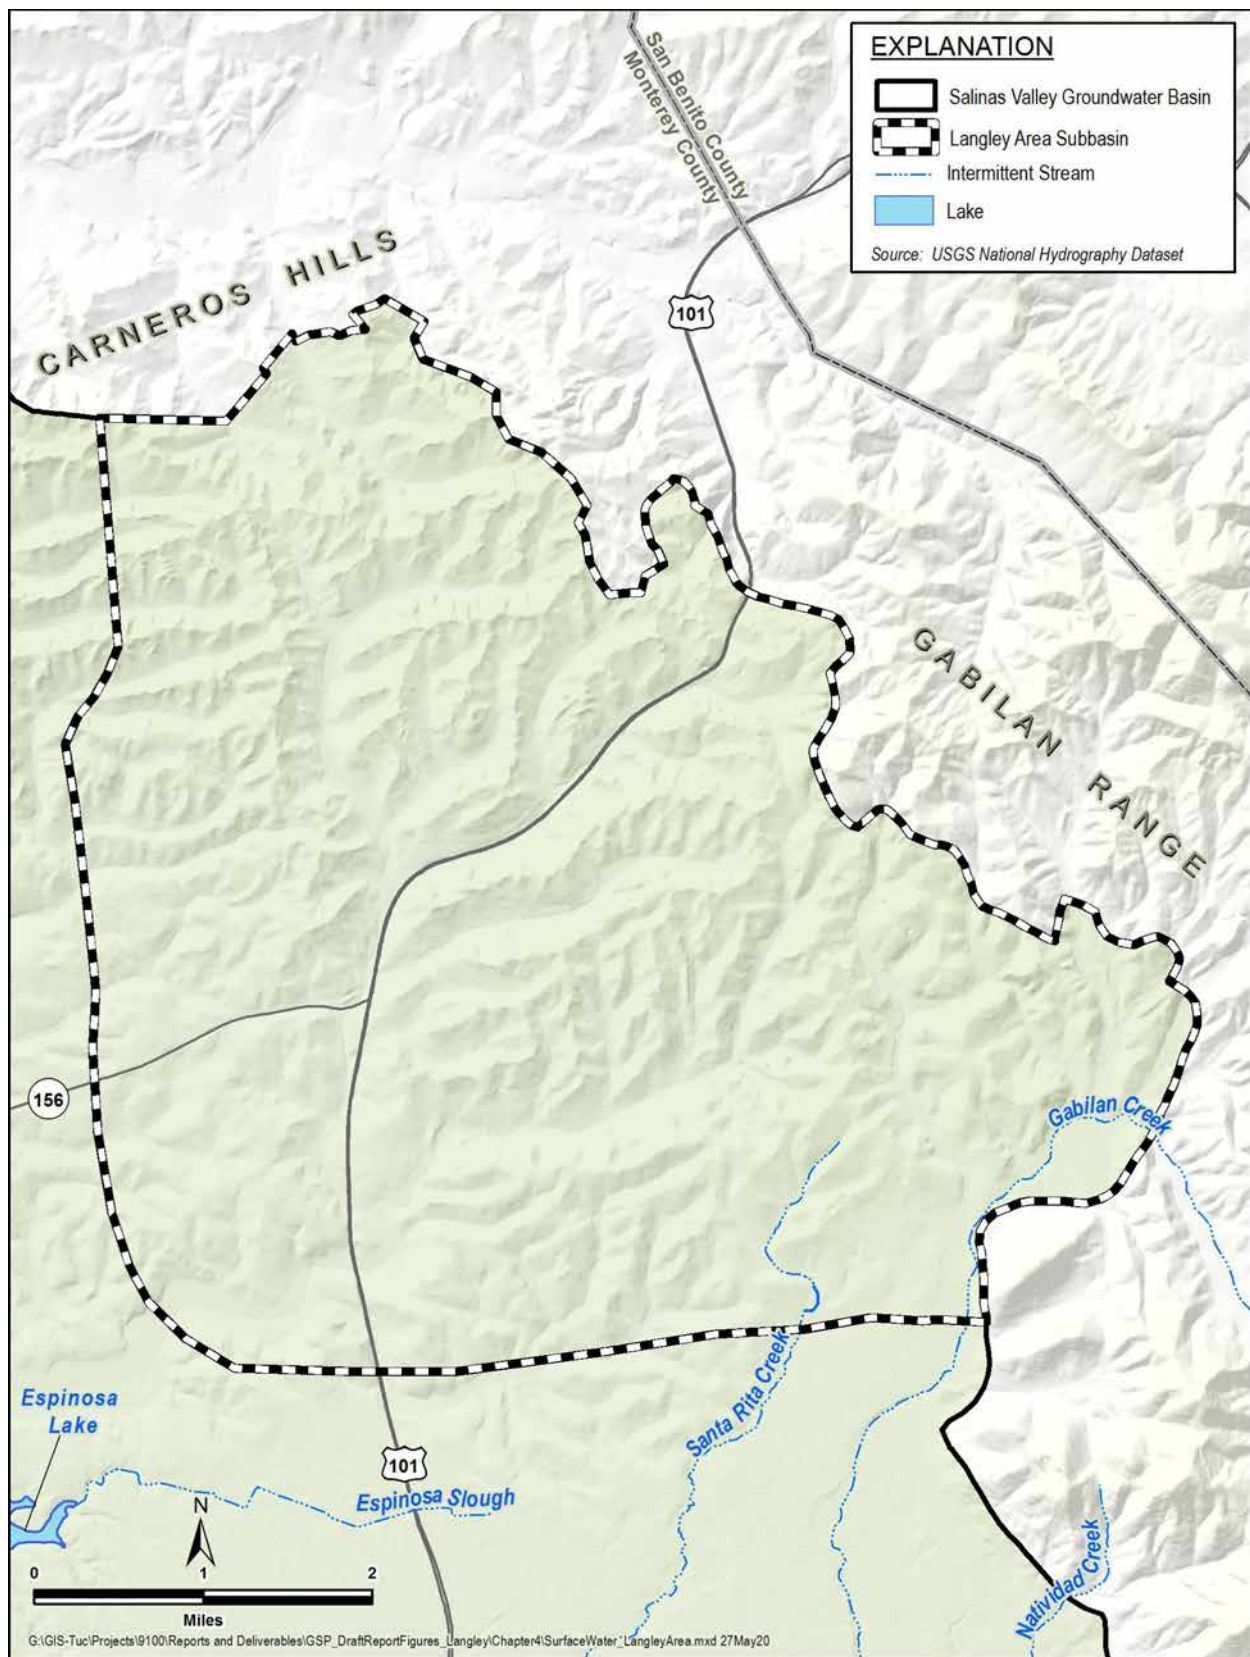 EXPLANATION
Salinas Valley Groundwater Basin
Langley Area Subbasin
Intermittent Stream
Lake
Source: USGS National Hydrography Dataset
San Benito County
Monterey County
CARNEROS HILLS
101
GABILAN RANGE
156
Gabilan Creek
Santa Rita Creek
Espinosa
Lake
101
Espinosa Slough
N
Natividad Creek
0 1 2
Miles
G:\GIS-Tuc\Projects\9100\Reports and Deliverables\GSP_DraftReportFigures_Langley\Chapter4\SurfaceWater_LangleyArea.mxd 27May20